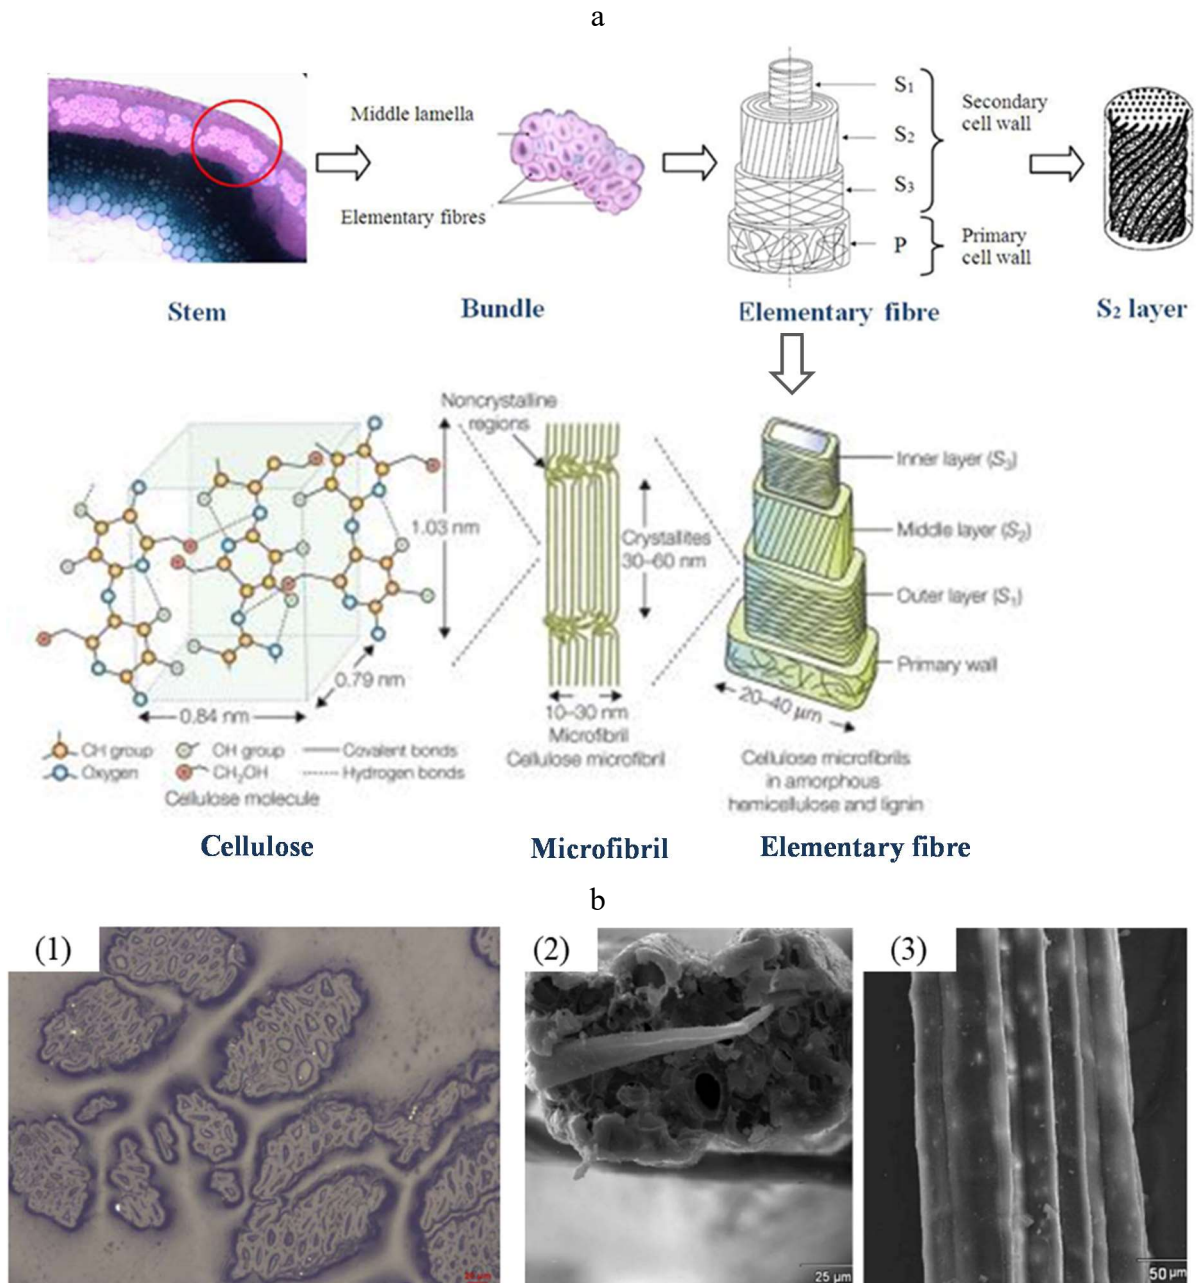 a
Middle lamella
Elementary fibres
S1
S2
S3
P
Secondary
cell wall
Primary
cell wall
Stem
Bundle
Elementary fibre
S2 layer
Noncrystalline
regions
1.03 nm
0.79 nm
0.84 nm
Crystallites
30–60 nm
10–30 nm
Microfibril
Cellulose microfibril
Inner layer (S3)
Middle layer (S2)
Outer layer (S1)
Primary wall
20–40 µm
CH group
CH group
Covalent bonds
Oxygen
CH2OH
Hydrogen bonds
Cellulose molecule
Cellulose microfibrils
in amorphous
hemicellulose and lignin
Cellulose
Microfibril
Elementary fibre
b
(1)
(2)
(3)
25 µm
50 µm